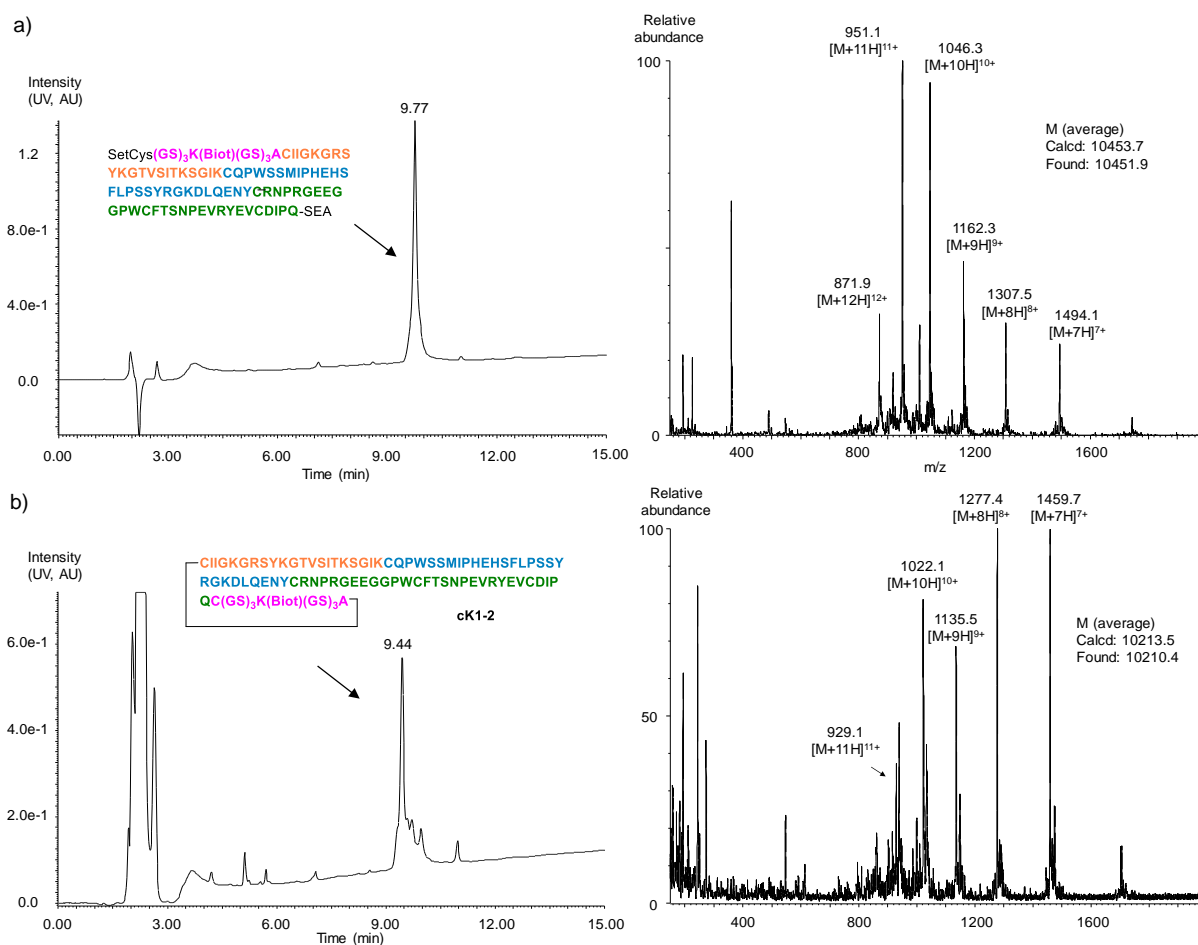 a)
Intensity
(UV, AU)
1.2
8.0e-1
4.0e-1
0.0
9.77
SetCys(GS)₃K(Biot)(GS)₃ACIIGKGRS
YKGTVSITKSGIKCQPWSSMIPHEHS
FLPSSYRGKDLQENYCRNPRGEEG
GPWCFTSNPEVRYEVCDIPQ-SEA
0.00 3.00 6.00 9.00 12.00 15.00
Time (min)
Relative
abundance
100
0
951.1
[M+11H]¹¹⁺
1046.3
[M+10H]¹⁰⁺
1162.3
[M+9H]⁹⁺
871.9
[M+12H]¹²⁺
1307.5
[M+8H]⁸⁺
1494.1
[M+7H]⁷⁺
M (average)
Calcd: 10453.7
Found: 10451.9
400 800 1200 1600
m/z
b)
Intensity
(UV, AU)
6.0e-1
4.0e-1
2.0e-1
0.0
CIIGKGRSYKGTVSITKSGIKCQPWSSMIPHEHSFLPSSY
RGKDLQENYCRNPRGEEGGPWCFTSNPEVRYEVCDIP
QC(GS)₃K(Biot)(GS)₃A
cK1-2
9.44
0.00 3.00 6.00 9.00 12.00 15.00
Time (min)
Relative
abundance
100
50
0
1277.4
[M+8H]⁸⁺
1459.7
[M+7H]⁷⁺
1022.1
[M+10H]¹⁰⁺
1135.5
[M+9H]⁹⁺
929.1
[M+11H]¹¹⁺
M (average)
Calcd: 10213.5
Found: 10210.4
400 800 1200 1600